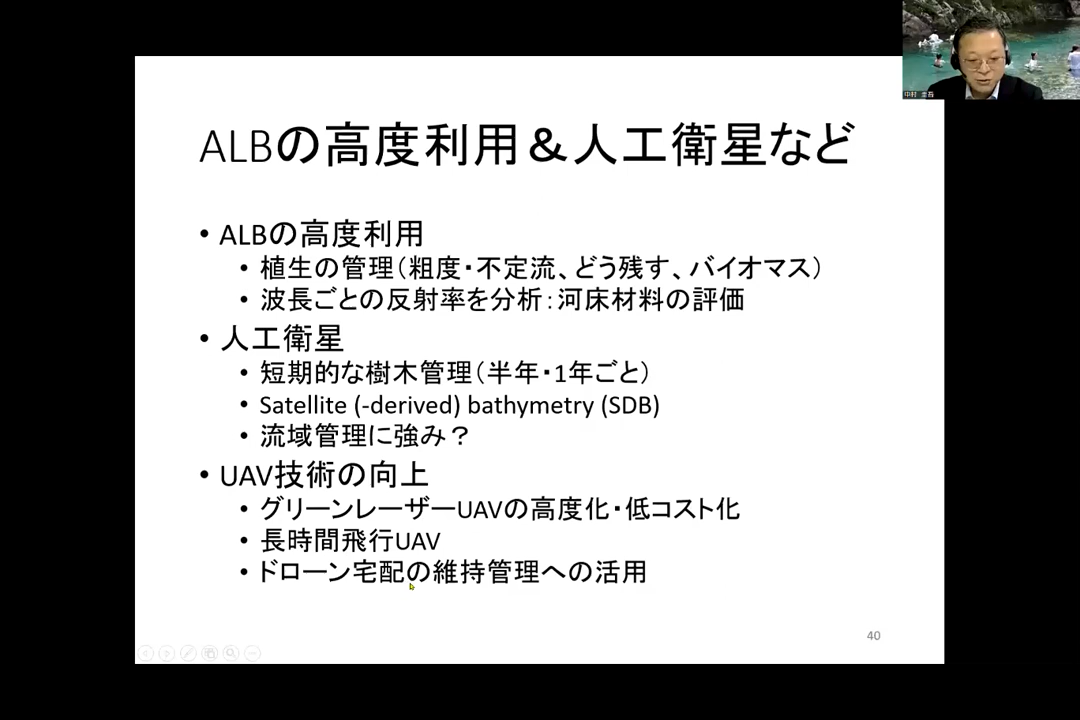 ALBの高度利用＆人工衛星など
• ALBの高度利用
• 植生の管理（粗度・不定流、どう残す、バイオマス）
• 波長ごとの反射率を分析：河床材料の評価
• 人工衛星
• 短期的な樹木管理（半年・1年ごと）
• Satellite (-derived) bathymetry (SDB)
• 流域管理に強み？
• UAV技術の向上
• グリーンレーザーUAVの高度化・低コスト化
• 長時間飛行UAV
• ドローン宅配の維持管理への活用
40